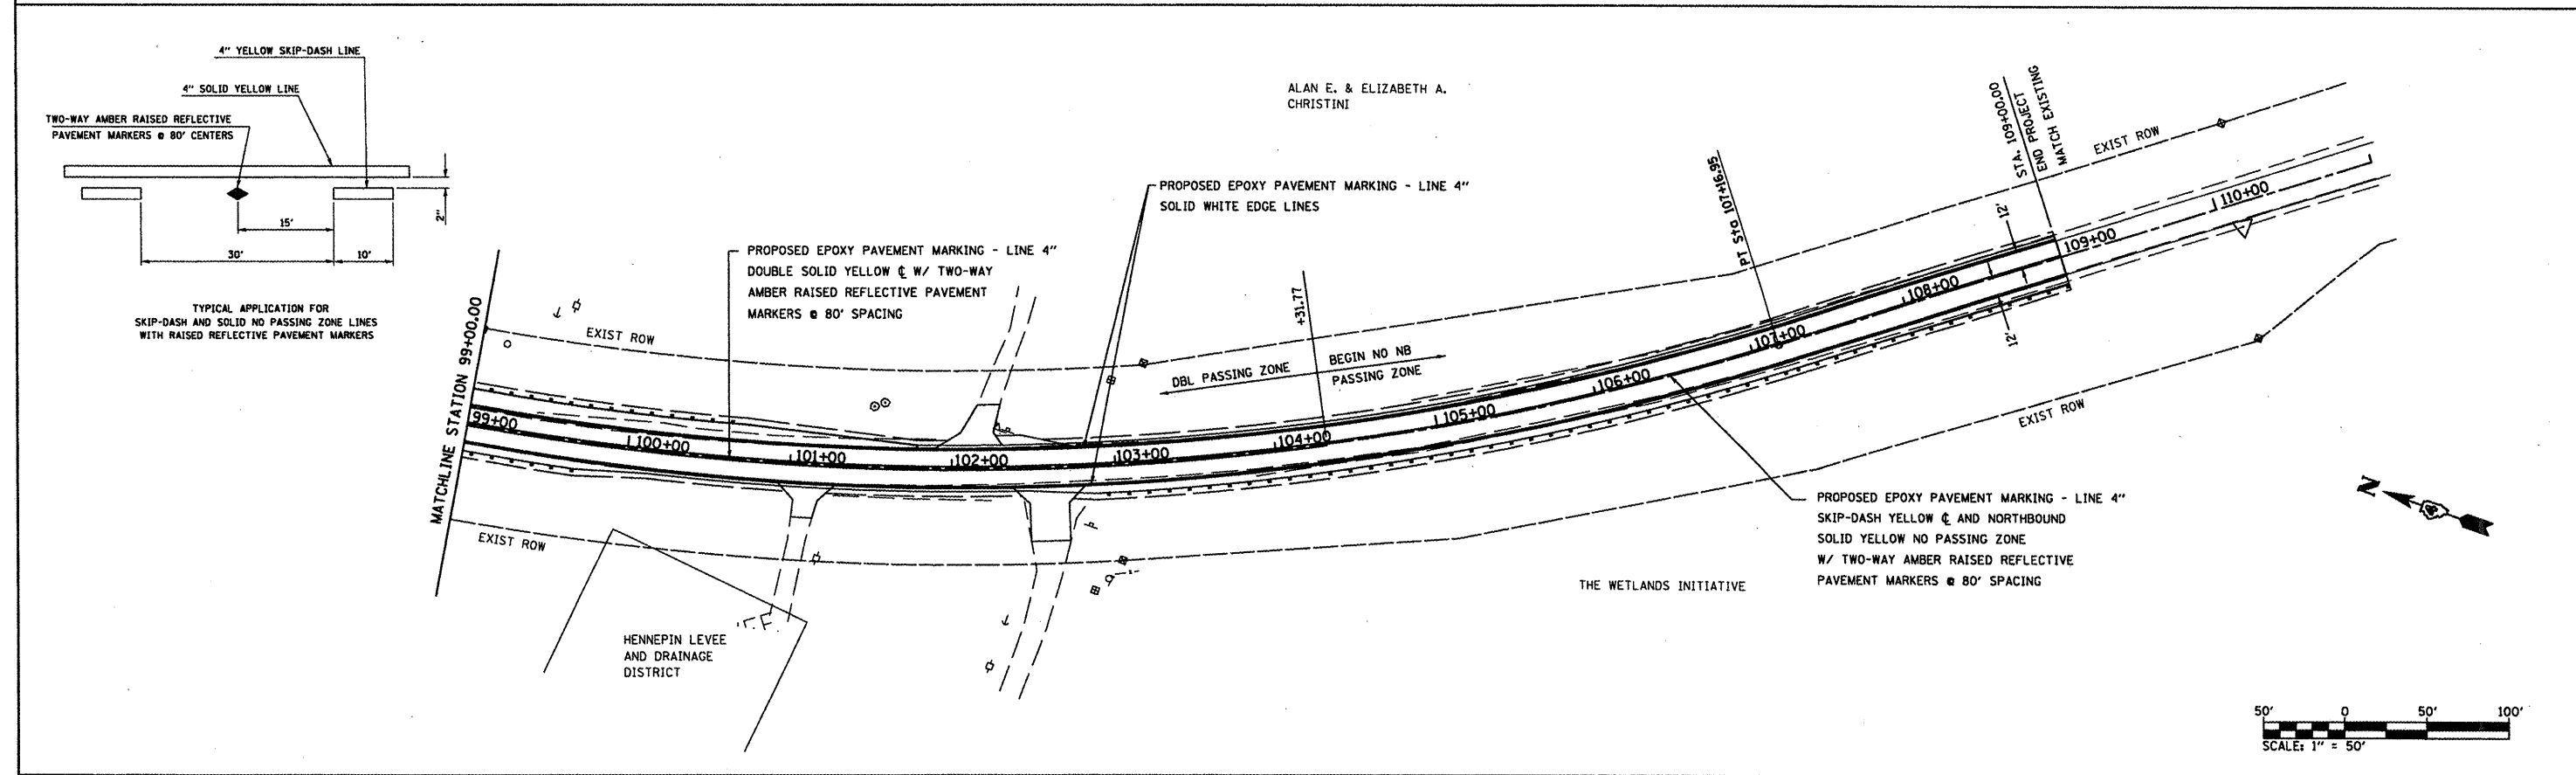 4" YELLOW SKIP-DASH LINE
4" SOLID YELLOW LINE
TWO-WAY AMBER RAISED REFLECTIVE
PAVEMENT MARKERS @ 80' CENTERS
2"
15'
30'
10'
TYPICAL APPLICATION FOR
SKIP-DASH AND SOLID NO PASSING ZONE LINES
WITH RAISED REFLECTIVE PAVEMENT MARKERS
ALAN E. & ELIZABETH A.
CHRISTINI
PROPOSED EPOXY PAVEMENT MARKING - LINE 4"
SOLID WHITE EDGE LINES
PROPOSED EPOXY PAVEMENT MARKING - LINE 4"
DOUBLE SOLID YELLOW ℄ W/ TWO-WAY
AMBER RAISED REFLECTIVE PAVEMENT
MARKERS @ 80' SPACING
MATCHLINE STATION 99+00.00
EXIST ROW
+31.77
DBL PASSING ZONE
BEGIN NO NB
PASSING ZONE
PT Sta 107+16.95
STA. 109+00.00
END PROJECT
MATCH EXISTING
EXIST ROW
12'
12'
99+00
100+00
101+00
102+00
103+00
104+00
105+00
106+00
107+00
108+00
109+00
110+00
EXIST ROW
EXIST ROW
HENNEPIN LEVEE
AND DRAINAGE
DISTRICT
THE WETLANDS INITIATIVE
PROPOSED EPOXY PAVEMENT MARKING - LINE 4"
SKIP-DASH YELLOW ℄ AND NORTHBOUND
SOLID YELLOW NO PASSING ZONE
W/ TWO-WAY AMBER RAISED REFLECTIVE
PAVEMENT MARKERS @ 80' SPACING
N
50' 0 50' 100'
SCALE: 1" = 50'